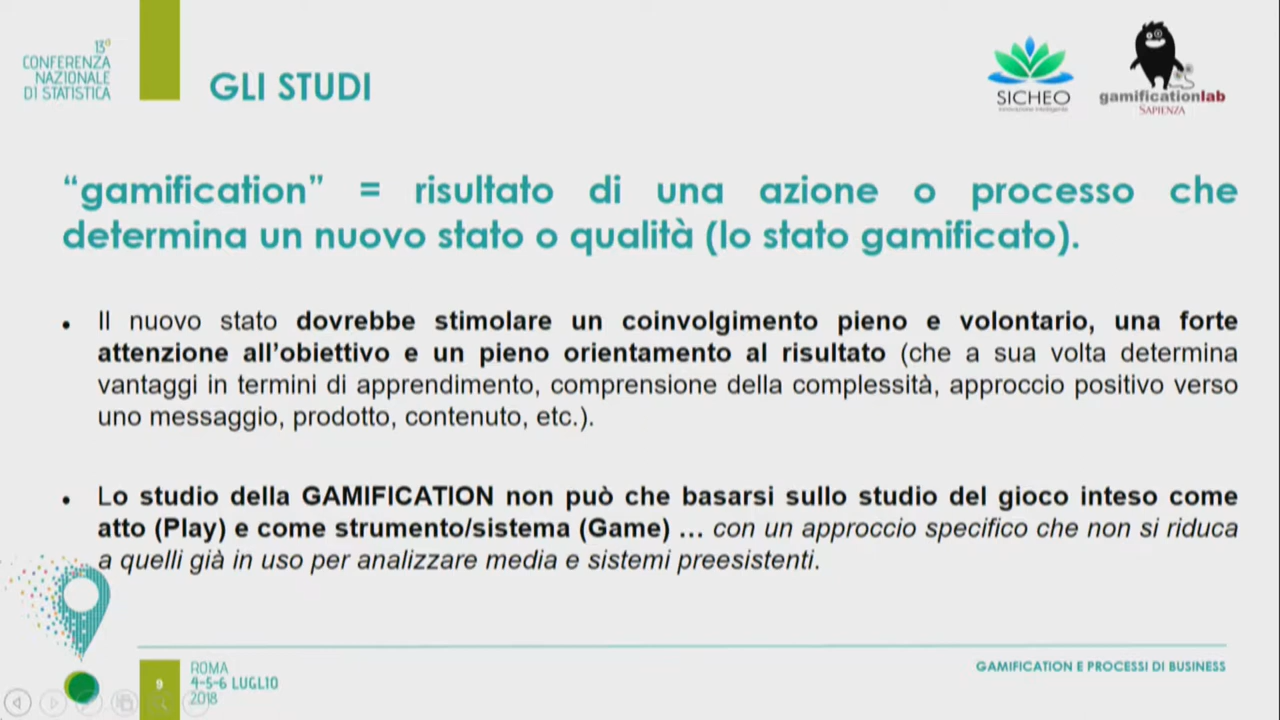 13°
CONFERENZA
NAZIONALE
DI STATISTICA
GLI STUDI
SICHEO
gamificationlab
SAPIENZA
“gamification” = risultato di una azione o processo che
determina un nuovo stato o qualità (lo stato gamificato).
• Il nuovo stato dovrebbe stimolare un coinvolgimento pieno e volontario, una forte
attenzione all’obiettivo e un pieno orientamento al risultato (che a sua volta determina
vantaggi in termini di apprendimento, comprensione della complessità, approccio positivo verso
uno messaggio, prodotto, contenuto, etc.).
• Lo studio della GAMIFICATION non può che basarsi sullo studio del gioco inteso come
atto (Play) e come strumento/sistema (Game) … con un approccio specifico che non si riduca
a quelli già in uso per analizzare media e sistemi preesistenti.
9
ROMA
4-5-6 LUGLIO
2018
GAMIFICATION E PROCESSI DI BUSINESS